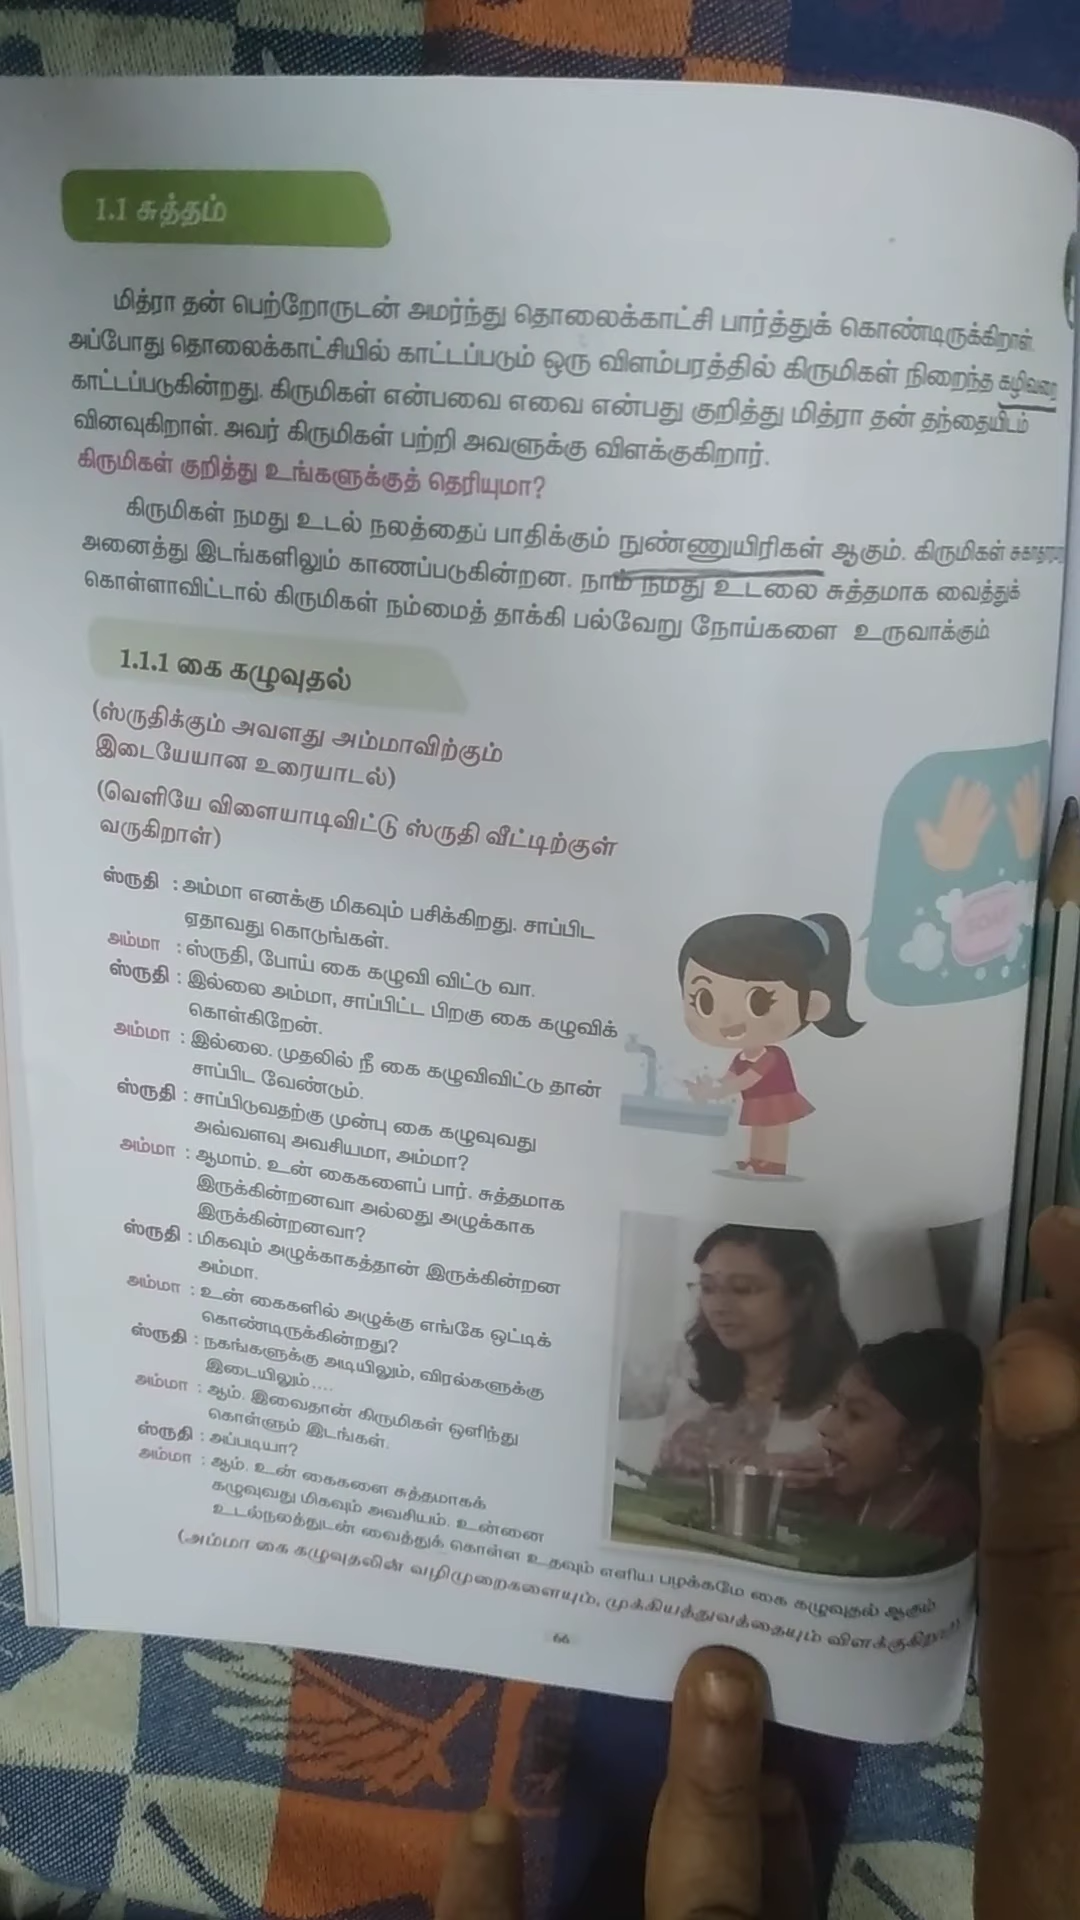 1.1 சுத்தம்
மித்ரா தன் பெற்றோருடன் அமர்ந்து தொலைக்காட்சி பார்த்துக் கொண்டிருக்கிறாள்.
அப்போது தொலைக்காட்சியில் காட்டப்படும் ஒரு விளம்பரத்தில் கிருமிகள் நிறைந்த கழிவறை
காட்டப்படுகின்றது. கிருமிகள் என்பவை எவை என்பது குறித்து மித்ரா தன் தந்தையிடம்
வினவுகிறாள். அவர் கிருமிகள் பற்றி அவளுக்கு விளக்குகிறார்.
கிருமிகள் குறித்து உங்களுக்குத் தெரியுமா?
கிருமிகள் நமது உடல் நலத்தைப் பாதிக்கும் நுண்ணுயிரிகள் ஆகும். கிருமிகள்
அனைத்து இடங்களிலும் காணப்படுகின்றன. நாம் நமது உடலை சுத்தமாக வைத்துக்
கொள்ளாவிட்டால் கிருமிகள் நம்மைத் தாக்கி பல்வேறு நோய்களை உருவாக்கும்.
1.1.1 கை கழுவுதல்
(ஸ்ருதிக்கும் அவளது அம்மாவிற்கும்
இடையேயான உரையாடல்)
(வெளியே விளையாடிவிட்டு ஸ்ருதி வீட்டிற்குள்
வருகிறாள்)
ஸ்ருதி : அம்மா எனக்கு மிகவும் பசிக்கிறது. சாப்பிட
ஏதாவது கொடுங்கள்.
அம்மா : ஸ்ருதி, போய் கை கழுவி விட்டு வா.
ஸ்ருதி : இல்லை அம்மா, சாப்பிட்ட பிறகு கை கழுவிக்
கொள்கிறேன்.
அம்மா : இல்லை. முதலில் நீ கை கழுவிவிட்டு தான்
சாப்பிட வேண்டும்.
ஸ்ருதி : சாப்பிடுவதற்கு முன்பு கை கழுவுவது
அவ்வளவு அவசியமா, அம்மா?
அம்மா : ஆமாம். உன் கைகளைப் பார். சுத்தமாக
இருக்கின்றனவா அல்லது அழுக்காக
இருக்கின்றனவா?
ஸ்ருதி : மிகவும் அழுக்காகத்தான் இருக்கின்றன
அம்மா.
அம்மா : உன் கைகளில் அழுக்கு எங்கே ஒட்டிக்
கொண்டிருக்கின்றது?
ஸ்ருதி : நகங்களுக்கு அடியிலும், விரல்களுக்கு
இடையிலும்....
அம்மா : ஆம். இவைதான் கிருமிகள் ஒளிந்து
கொள்ளும் இடங்கள்.
ஸ்ருதி : அப்படியா?
அம்மா : ஆம். உன் கைகளை சுத்தமாகக்
கழுவுவது மிகவும் அவசியம். உன்னை
உடல்நலத்துடன் வைத்துக் கொள்ள உதவும் எளிய பழக்கமே கை கழுவுதல் ஆகும்.
(அம்மா கை கழுவுதலின் வழிமுறைகளையும், முக்கியத்துவத்தையும் விளக்குகிறார்)
66
SOAP